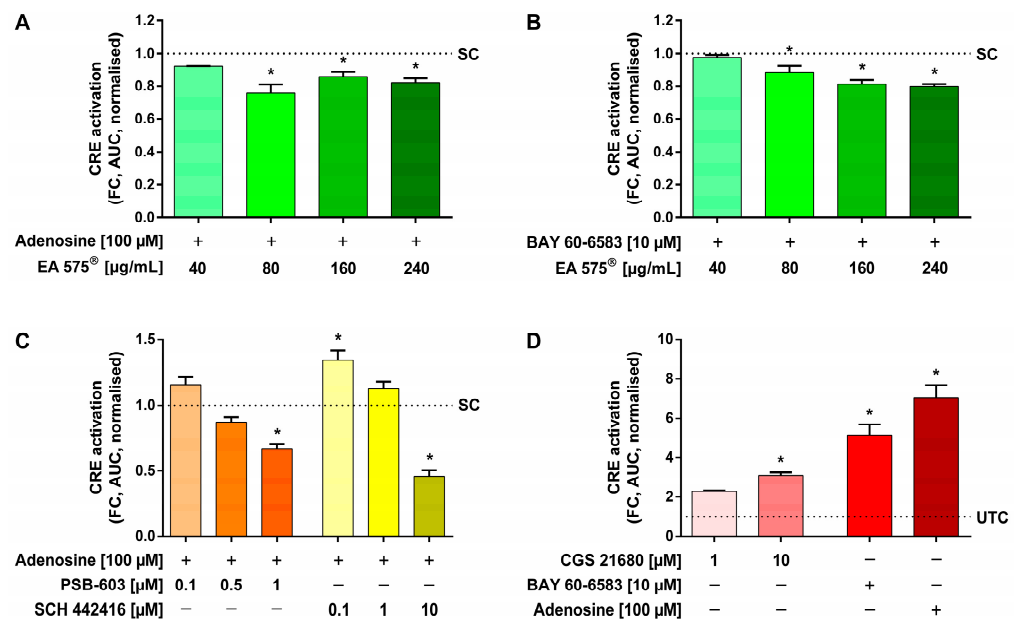 A
CRE activation
(FC, AUC, normalised)
1.2
1.0
0.8
0.6
0.4
0.2
0.0
SC
* * *
Adenosine [100 µM] + + + +
EA 575® [µg/mL] 40 80 160 240
B
CRE activation
(FC, AUC, normalised)
1.2
1.0
0.8
0.6
0.4
0.2
0.0
SC
* * *
BAY 60-6583 [10 µM] + + + +
EA 575® [µg/mL] 40 80 160 240
C
CRE activation
(FC, AUC, normalised)
1.5
1.0
0.5
0.0
SC
* * *
Adenosine [100 µM] + + + + + +
PSB-603 [µM] 0.1 0.5 1 − − −
SCH 442416 [µM] − − − 0.1 1 10
D
CRE activation
(FC, AUC, normalised)
10
8
6
4
2
0
UTC
* * *
CGS 21680 [µM] 1 10 − −
BAY 60-6583 [10 µM] − − + −
Adenosine [100 µM] − − − +